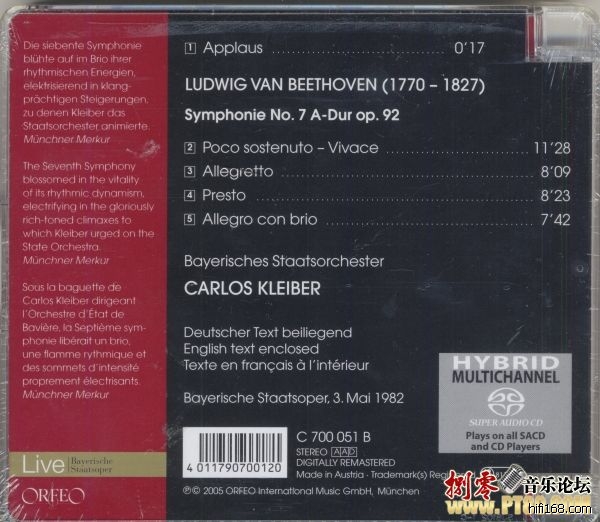 Die siebente Symphonie
blühte auf im Brio ihrer
rhythmischen Energien,
elektrisierend in klang-
prächtigen Steigerungen,
zu denen Kleiber das
Staatsorchester animierte.
Münchner Merkur
The Seventh Symphony
blossomed in the vitality
of its rhythmic dynamism,
electrifying in the gloriously
rich-toned climaxes to
which Kleiber urged on the
State Orchestra.
Münchner Merkur
Sous la baguette de
Carlos Kleiber dirigeant
l'Orchestre d'État de
Bavière, la Septième sym-
phonie libérait un brio,
une flamme rythmique et
des sommets d'intensité
proprement électrisants.
Münchner Merkur
Live Bayerische Staatsoper
ORFEO
1 Applaus 0'17
LUDWIG VAN BEETHOVEN (1770 – 1827)
Symphonie No. 7 A-Dur op. 92
2 Poco sostenuto – Vivace 11'28
3 Allegretto 8'09
4 Presto 8'23
5 Allegro con brio 7'42
Bayerisches Staatsorchester
CARLOS KLEIBER
Deutscher Text beiliegend
English text enclosed
Texte en français à l'intérieur
Bayerische Staatsoper, 3. Mai 1982
HYBRID
MULTICHANNEL
SUPER AUDIO CD
Plays on all SACD
and CD Players
4 011790 700120
C 700 051 B
STEREO AAD
DIGITALLY REMASTERED
Made in Austria · Trademark(s) Reg
℗ © 2005 ORFEO International Music GmbH, München
捌零音乐论坛
www.PT80.com
hifi168.com